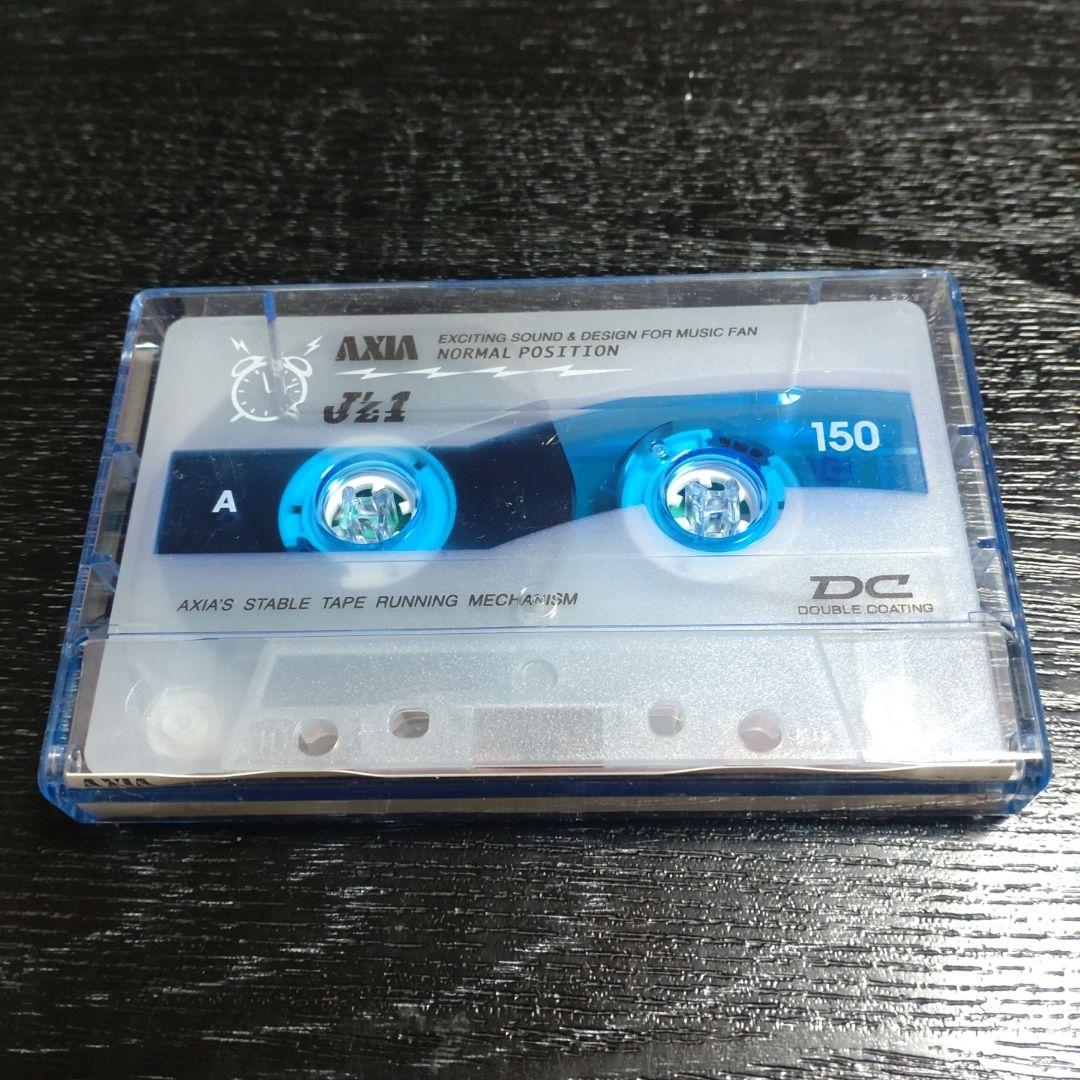 AXIA EXCITING SOUND & DESIGN FOR MUSIC FAN
NORMAL POSITION
J'z1
150
A
AXIA'S STABLE TAPE RUNNING MECHANISM
DC
DOUBLE COATING
AXIA